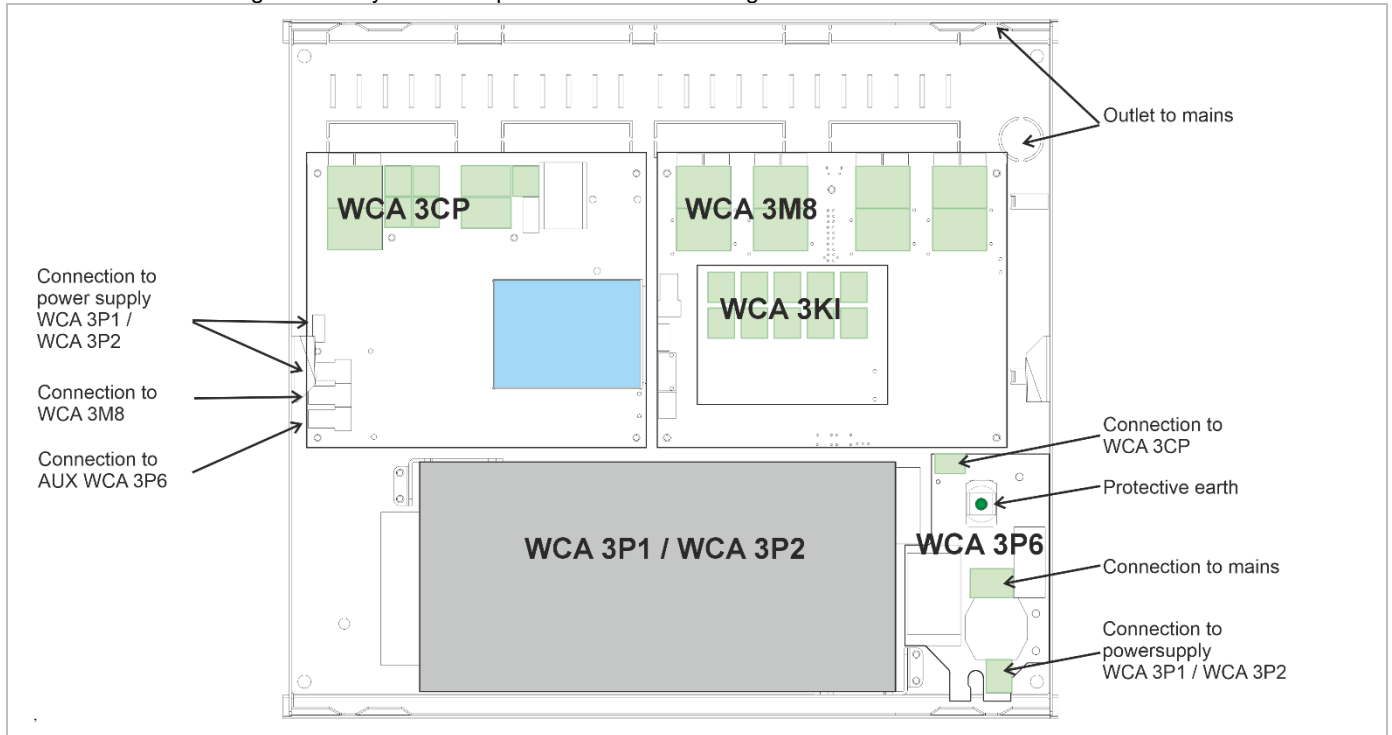 Outlet to mains
WCA 3CP
WCA 3M8
WCA 3KI
Connection to
power supply
WCA 3P1 /
WCA 3P2
Connection to
WCA 3M8
Connection to
AUX WCA 3P6
Connection to
WCA 3CP
Protective earth
WCA 3P1 / WCA 3P2
WCA 3P6
Connection to mains
Connection to
powersupply
WCA 3P1 / WCA 3P2